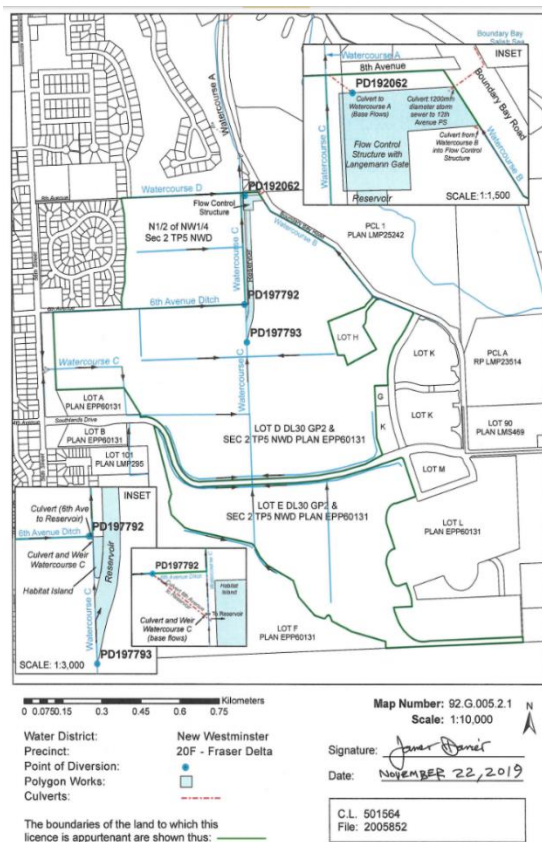 Watercourse A
INSET
Boundary Bay
Salish Sea
8th Avenue
PD192062
Culvert to
Watercourse A
(Base Flows)
Culvert 1200mm
diameter storm
sewer to 12th
Avenue PS
Boundary Bay Road
Flow Control
Structure with
Langemann Gate
Culvert from
Watercourse B
into Flow Control
Structure
Watercourse C
Watercourse B
Reservoir
SCALE:1:1,500
Watercourse A
Watercourse D
PD192062
Flow Control
Structure
N1/2 of NW1/4
Sec 2 TP5 NWD
Watercourse C
Reservoir
Boundary Bay Road
Watercourse B
PCL 1
PLAN LMP25242
6th Avenue Ditch
PD197792
PD197793
LOT H
LOT K
PCL A
RP LMP23514
Watercourse C
Watercourse C
LOT A
PLAN EPP60131
Southlands Drive
LOT B
PLAN EPP60131
LOT 101
PLAN LMP295
LOT D DL30 GP2 &
SEC 2 TP5 NWD PLAN EPP60131
G
K
LOT K
LOT 90
PLAN LMS469
LOT M
LOT E DL30 GP2 &
SEC 2 TP5 NWD PLAN EPP60131
LOT L
PLAN EPP60131
LOT F
PLAN EPP60131
INSET
Culvert (6th Ave
to Reservoir)
PD197792
6th Avenue Ditch
Culvert and Weir
Watercourse C
Habitat Island
Reservoir
Watercourse C
SCALE: 1:3,000
PD197793
PD197792
6th Avenue Ditch
Habitat
Island
To Reservoir
Culvert and Weir
Watercourse C
(base flows)
0 0.075 0.15 0.3 0.45 0.6 0.75
Kilometers
Map Number: 92.G.005.2.1
Scale: 1:10,000
N
Water District: New Westminster
Precinct: 20F - Fraser Delta
Point of Diversion:
Polygon Works:
Culverts:
The boundaries of the land to which this
licence is appurtenant are shown thus:
Signature:
Date: NOVEMBER 22, 2019
C.L. 501564
File: 2005852